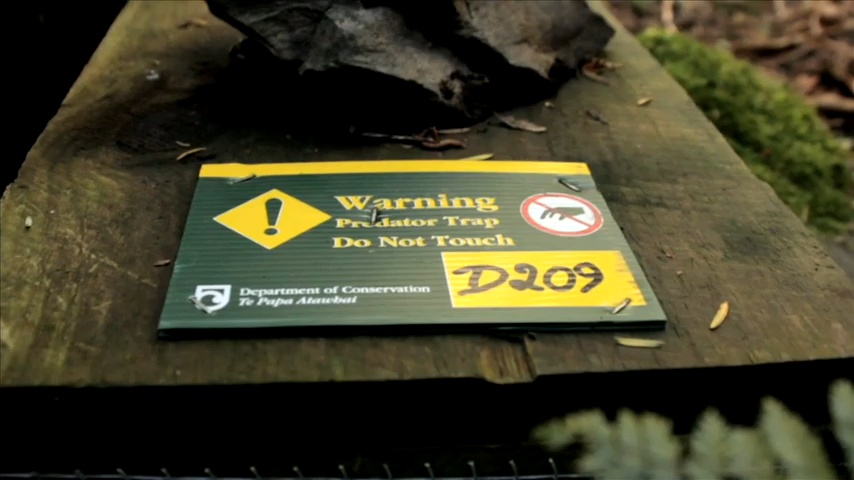 Warning
Predator Trap
Do Not Touch
D209
Department of Conservation
Te Papa Atawbai